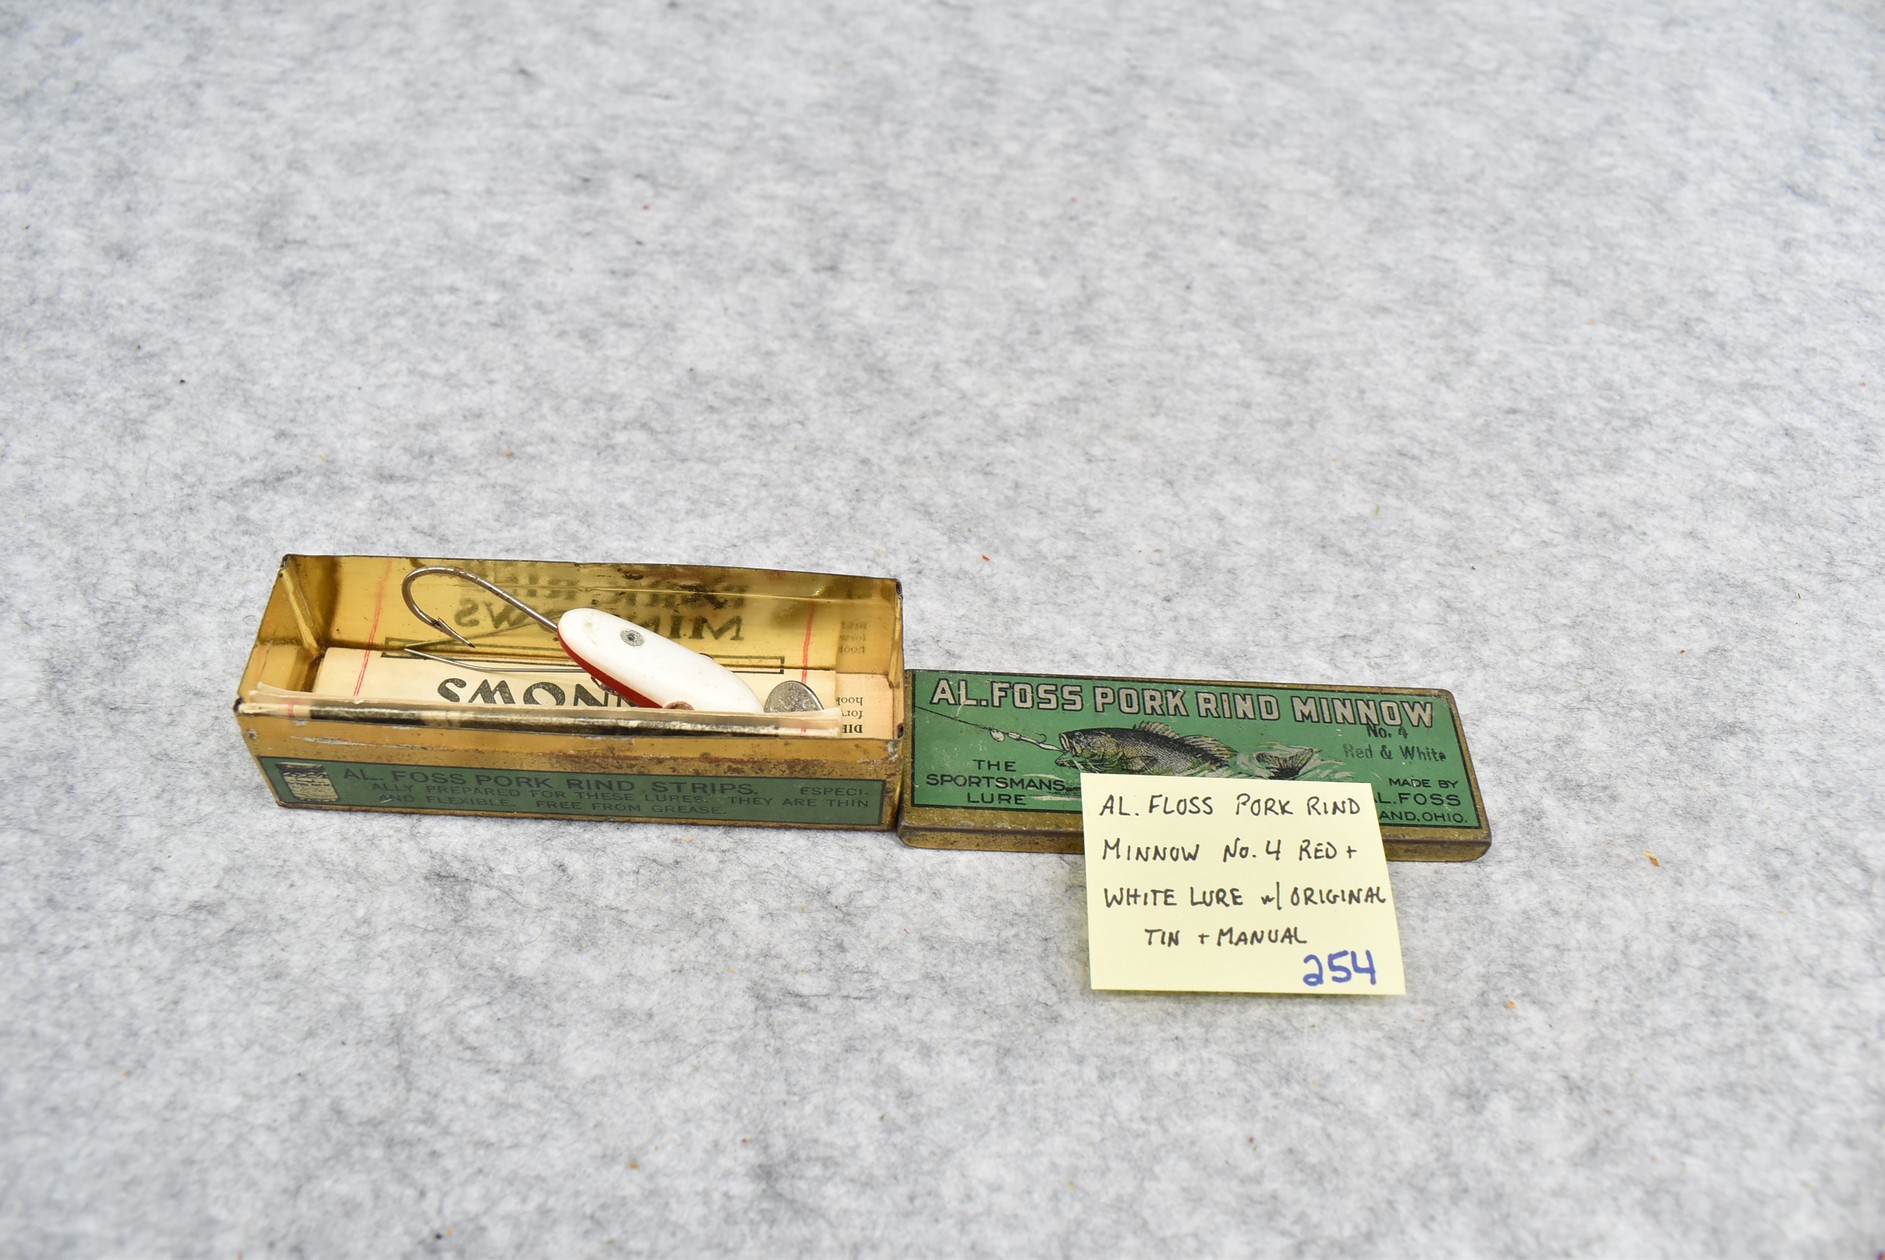 AL. FOSS PORK RIND MINNOW
No. 4
Red & White
THE
SPORTSMANS
LURE
MADE BY
L. FOSS
AND, OHIO.
AL. FOSS PORK RIND STRIPS. ESPECI-
ALLY PREPARED FOR THESE LURES. THEY ARE THIN
AND FLEXIBLE. FREE FROM GREASE.
AL. FLOSS PORK RIND
MINNOW No. 4 RED +
WHITE LURE w/ ORIGINAL
TIN + MANUAL
254